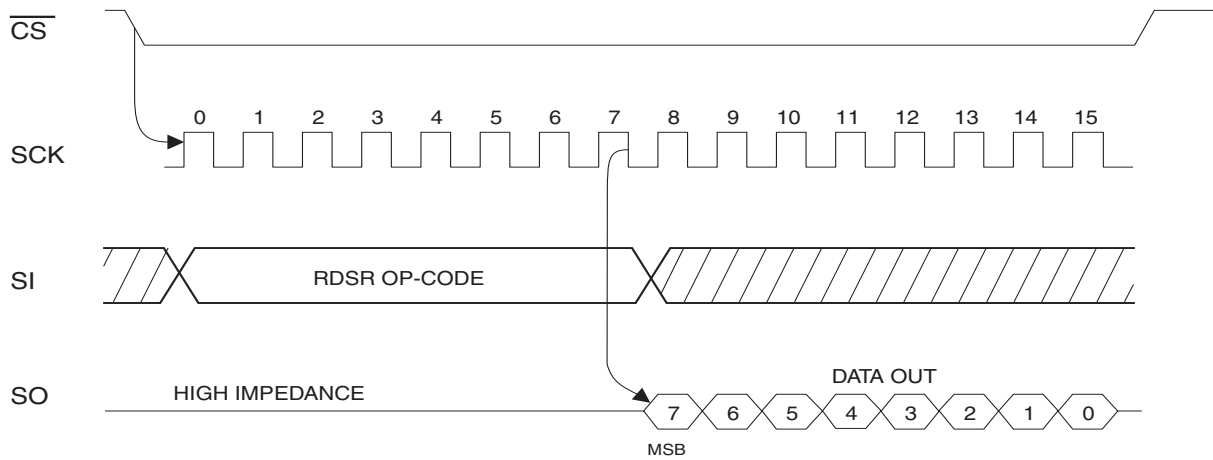 CS
0 1 2 3 4 5 6 7 8 9 10 11 12 13 14 15
SCK
SI
RDSR OP-CODE
DATA OUT
SO
HIGH IMPEDANCE
7 6 5 4 3 2 1 0
MSB